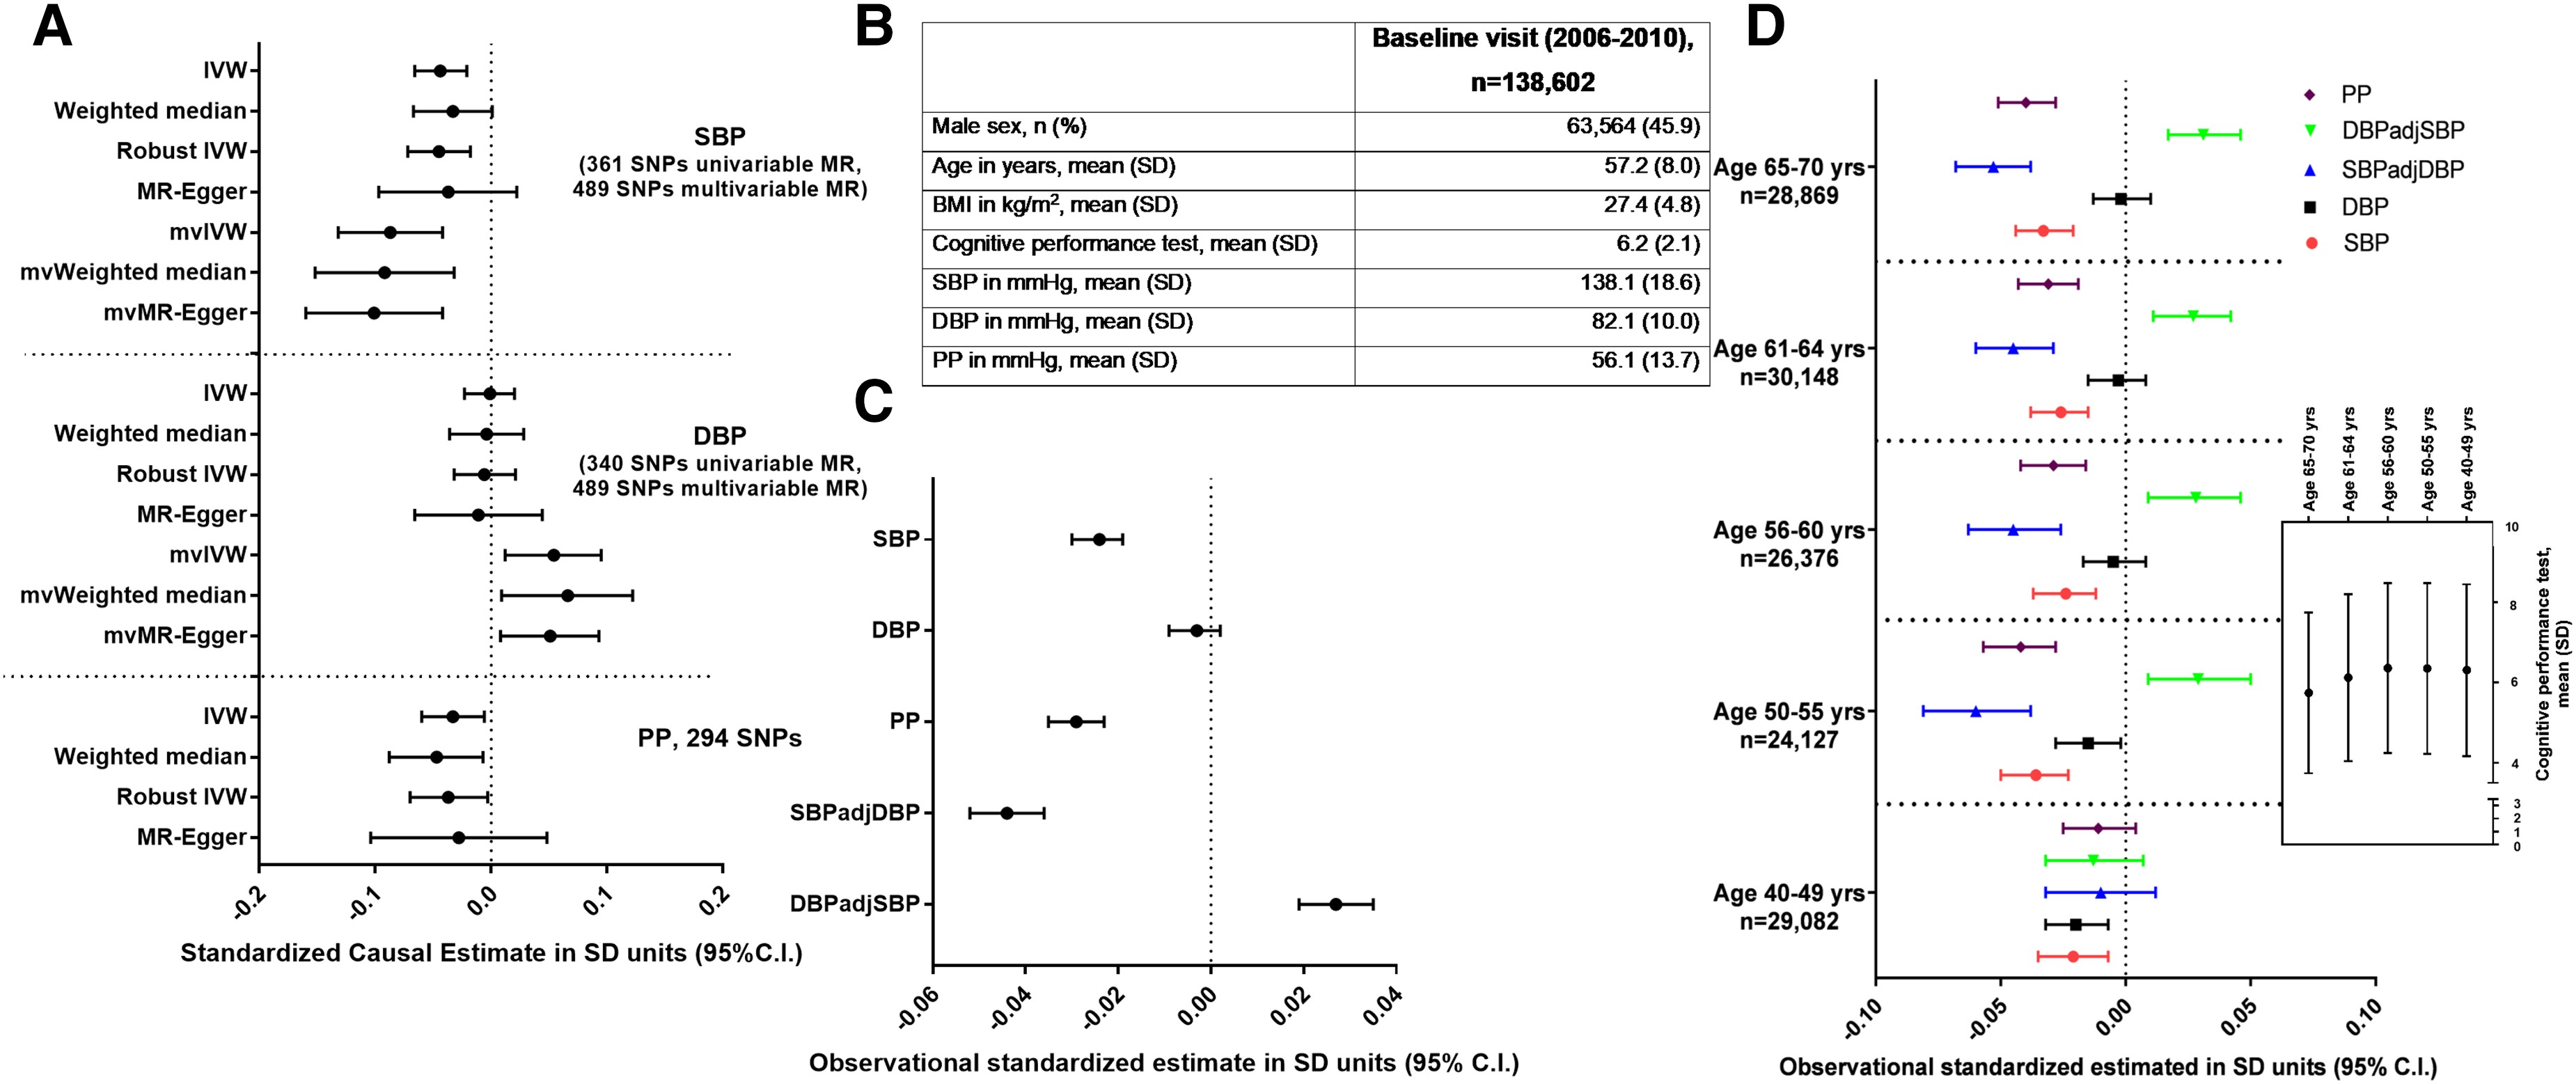 A
IVW
Weighted median
Robust IVW
MR-Egger
mvIVW
mvWeighted median
mvMR-Egger
SBP
(361 SNPs univariable MR,
489 SNPs multivariable MR)
IVW
Weighted median
Robust IVW
MR-Egger
mvIVW
mvWeighted median
mvMR-Egger
DBP
(340 SNPs univariable MR,
489 SNPs multivariable MR)
IVW
Weighted median
Robust IVW
MR-Egger
PP, 294 SNPs
-0.2 -0.1 0.0 0.1 0.2
Standardized Causal Estimate in SD units (95%C.I.)
B
Baseline visit (2006-2010),
n=138,602
Male sex, n (%) 63,564 (45.9)
Age in years, mean (SD) 57.2 (8.0)
BMI in kg/m², mean (SD) 27.4 (4.8)
Cognitive performance test, mean (SD) 6.2 (2.1)
SBP in mmHg, mean (SD) 138.1 (18.6)
DBP in mmHg, mean (SD) 82.1 (10.0)
PP in mmHg, mean (SD) 56.1 (13.7)
C
SBP
DBP
PP
SBPadjDBP
DBPadjSBP
-0.06 -0.04 -0.02 0.00 0.02 0.04
Observational standardized estimate in SD units (95% C.I.)
D
PP
DBPadjSBP
SBPadjDBP
DBP
SBP
Age 65-70 yrs
n=28,869
Age 61-64 yrs
n=30,148
Age 56-60 yrs
n=26,376
Age 50-55 yrs
n=24,127
Age 40-49 yrs
n=29,082
-0.10 -0.05 0.00 0.05 0.10
Observational standardized estimated in SD units (95% C.I.)
Age 65-70 yrs
Age 61-64 yrs
Age 56-60 yrs
Age 50-55 yrs
Age 40-49 yrs
10
8
6
4
3
2
1
0
Cognitive performance test,
mean (SD)